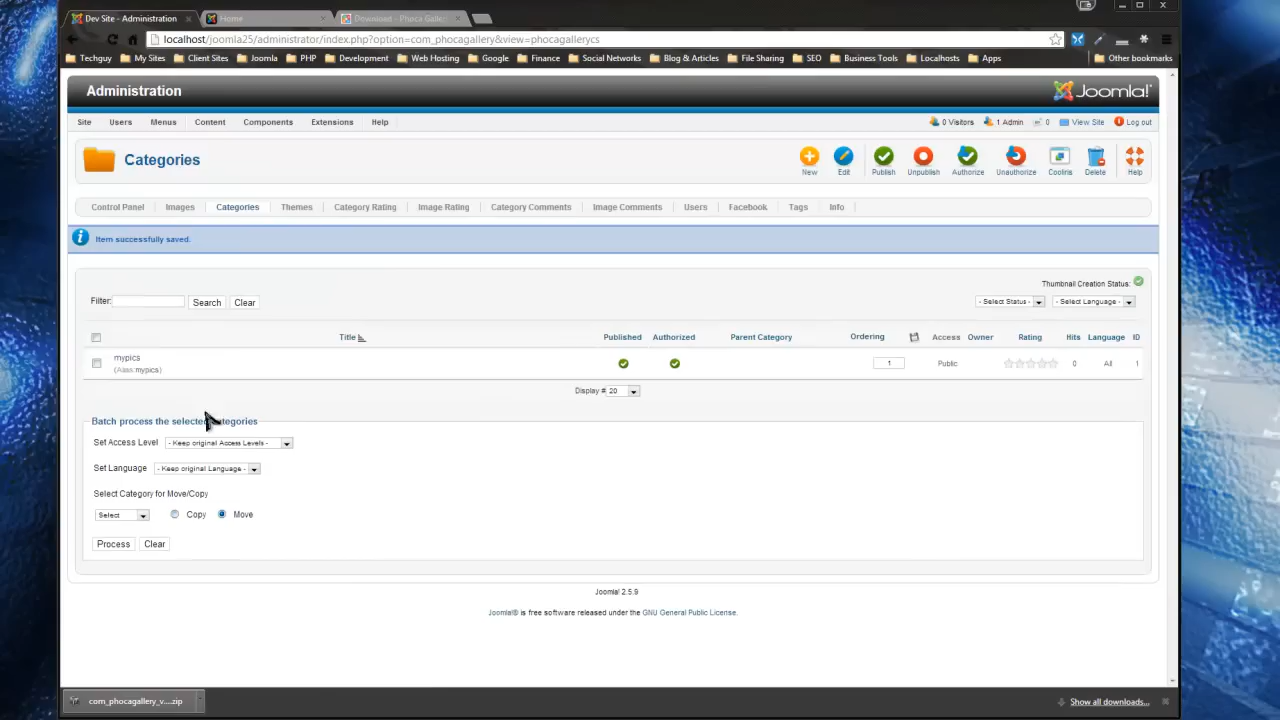 Dev Site - Administration
Home
Download - Phoca Galle
localhost/joomla25/administrator/index.php?option=com_phocagallery&view=phocagallerycs
Techguy My Sites Client Sites Joomla PHP Development Web Hosting Google Finance Social Networks Blog & Articles File Sharing SEO Business Tools Localhosts Apps Other bookmarks
Administration
Joomla!
Site Users Menus Content Components Extensions Help
0 Visitors 1 Admin 0 View Site Log out
Categories
New Edit Publish Unpublish Authorize Unauthorize Cooliris Delete Help
Control Panel Images Categories Themes Category Rating Image Rating Category Comments Image Comments Users Facebook Tags Info
Item successfully saved.
Thumbnail Creation Status:
Filter: Search Clear
- Select Status - - Select Language -
Title Published Authorized Parent Category Ordering Access Owner Rating Hits Language ID
mypics
(Alias:mypics)
1 Public 0 All 1
Display # 20
Batch process the selected categories
Set Access Level - Keep original Access Levels -
Set Language - Keep original Language -
Select Category for Move/Copy
Select Copy Move
Process Clear
Joomla! 2.5.9
Joomla!® is free software released under the GNU General Public License.
com_phocagallery_v....zip
Show all downloads...